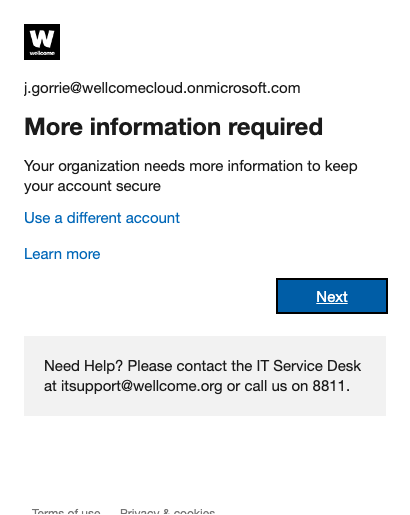 W
wellcome
j.gorrie@wellcomecloud.onmicrosoft.com
More information required
Your organization needs more information to keep
your account secure
Use a different account
Learn more
Next
Need Help? Please contact the IT Service Desk
at itsupport@wellcome.org or call us on 8811.
Terms of use Privacy & cookies